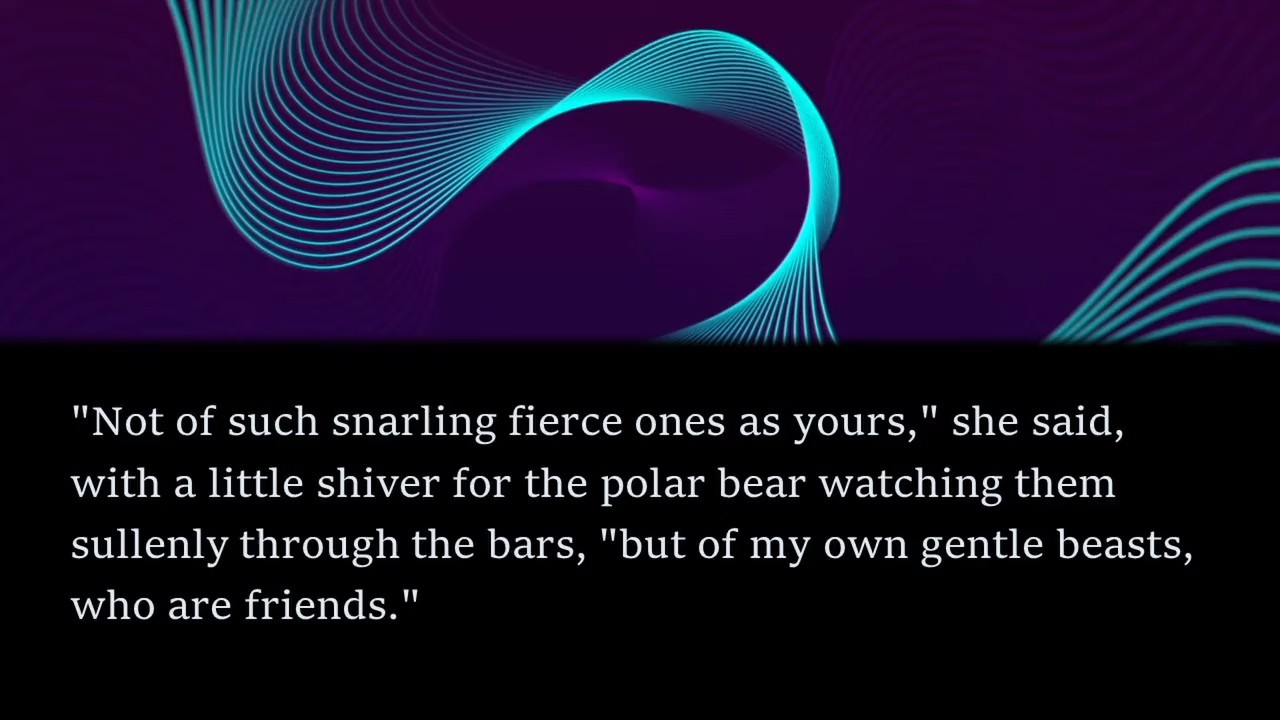 "Not of such snarling fierce ones as yours," she said,
with a little shiver for the polar bear watching them
sullenly through the bars, "but of my own gentle beasts,
who are friends."